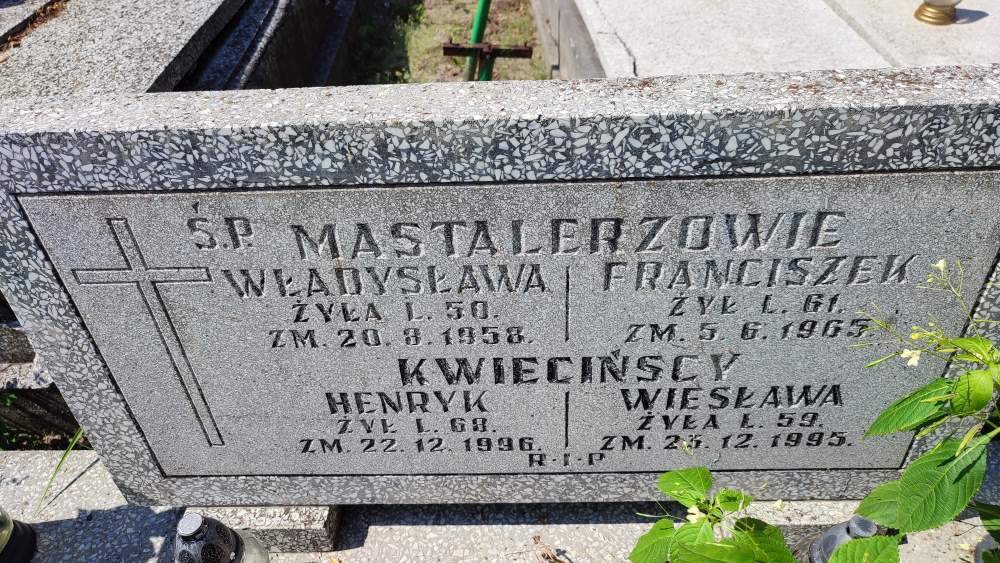 Ś.P. MASTALERZOWIE
WŁADYSŁAWA FRANCISZEK
ŻYŁA L. 50. ŻYŁ L. 61.
ZM. 20. 8. 1958. ZM. 5. 6. 1965.
KWIECIŃSCY
HENRYK WIESŁAWA
ŻYŁ L. 68. ŻYŁA L. 59.
ZM. 22. 12. 1996. ZM. 12. 1995.
R.I.P